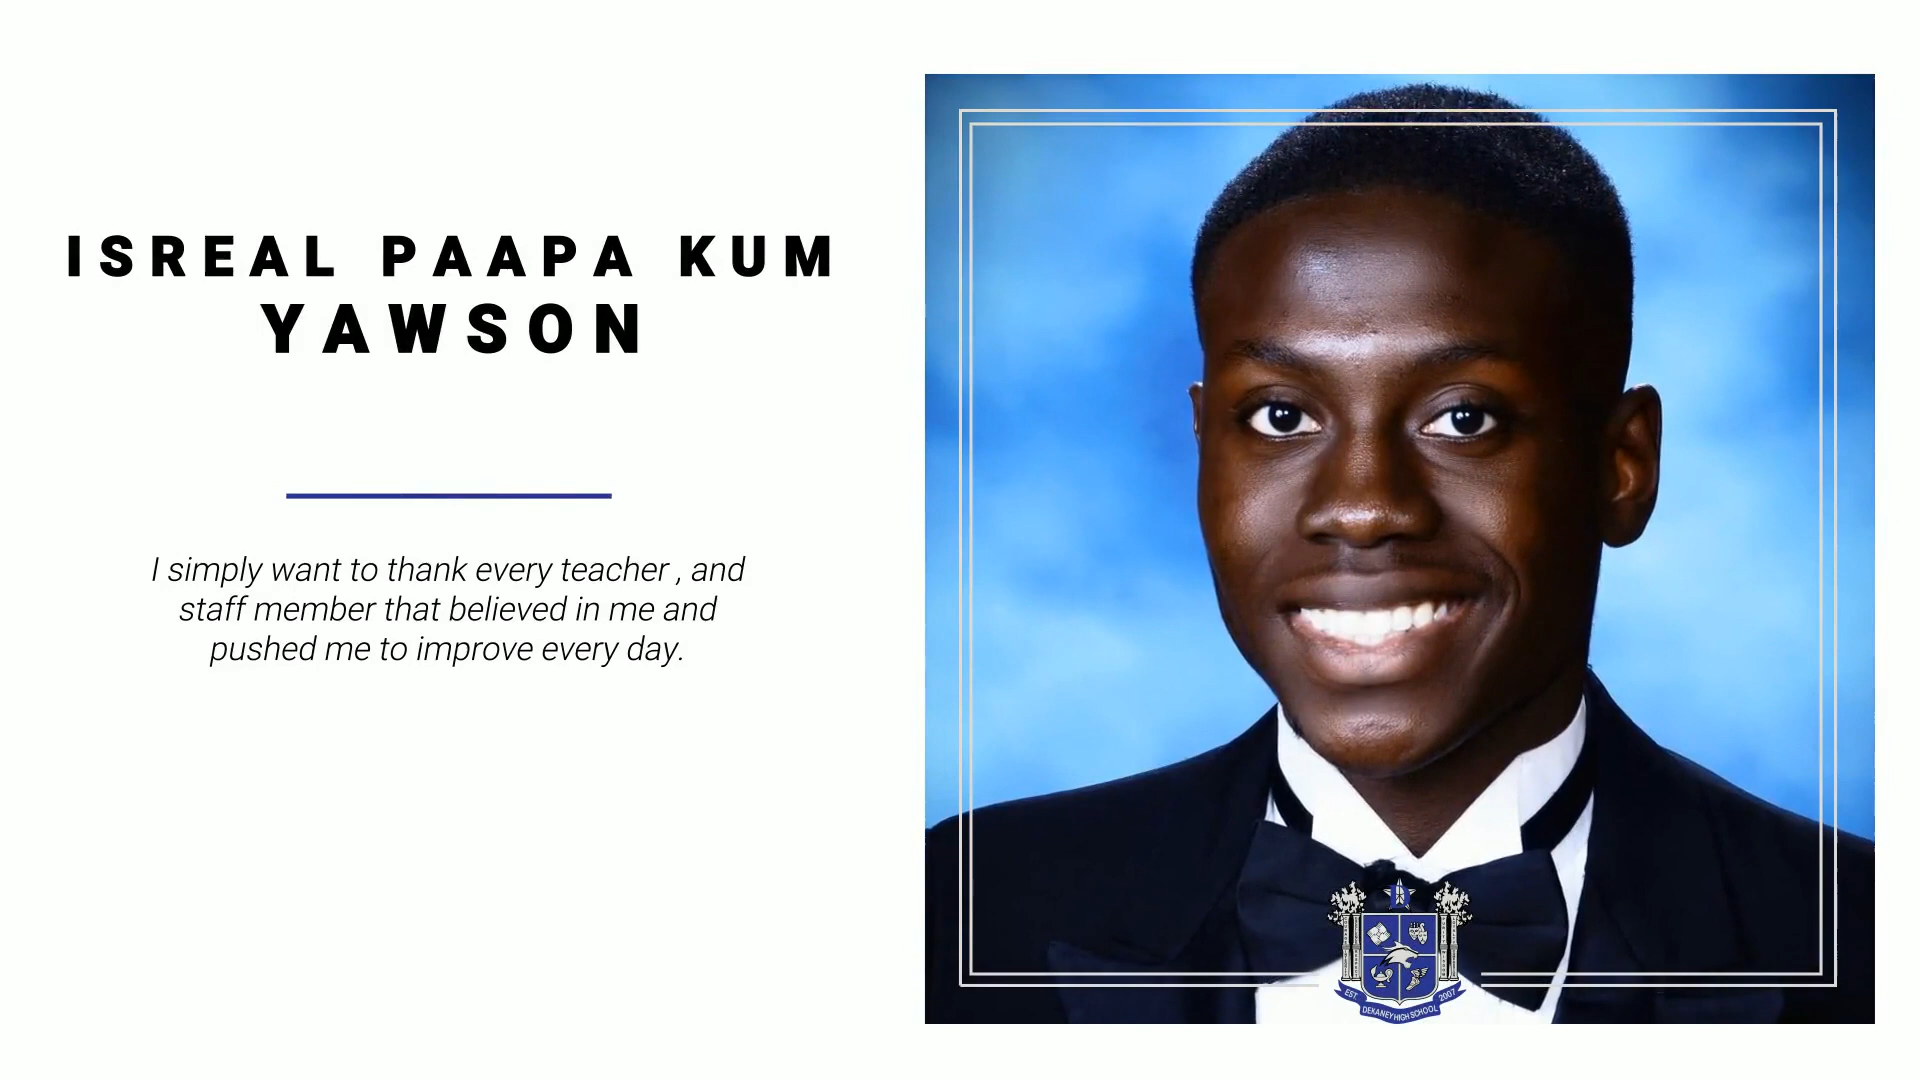 ISREAL PAAPA KUM
YAWSON
I simply want to thank every teacher , and
staff member that believed in me and
pushed me to improve every day.
EST. 2007
DEKANEY HIGH SCHOOL